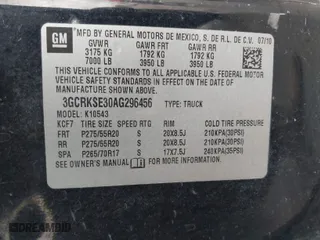 GM
MFD BY GENERAL MOTORS DE MEXICO, S. DE R.L. DE C.V. 07/10
GVWR GAWR FRT GAWR RR
3175 KG 1792 KG 1792 KG
7000 LB 3950 LB 3950 LB
THIS VEHICLE CONFORMS TO ALL APPLICABLE U.S. FEDERAL
MOTOR VEHICLE SAFETY STANDARDS IN EFFECT ON THE DATE OF
MANUFACTURE SHOWN ABOVE.
3GCRKSE30AG296456 TYPE: TRUCK
MODEL: K10543
KCF7 TIRE SIZE SPEED RTG RIM COLD TIRE PRESSURE
FRT P275/55R20 S 20X8.5J 210KPA(30PSI)
RR P275/55R20 S 20X8.5J 210KPA(30PSI)
SPA P265/70R17 S 17X7.5J 240KPA(35PSI)
SEE OWNER'S MANUAL FOR ADDITIONAL INFORMATION.